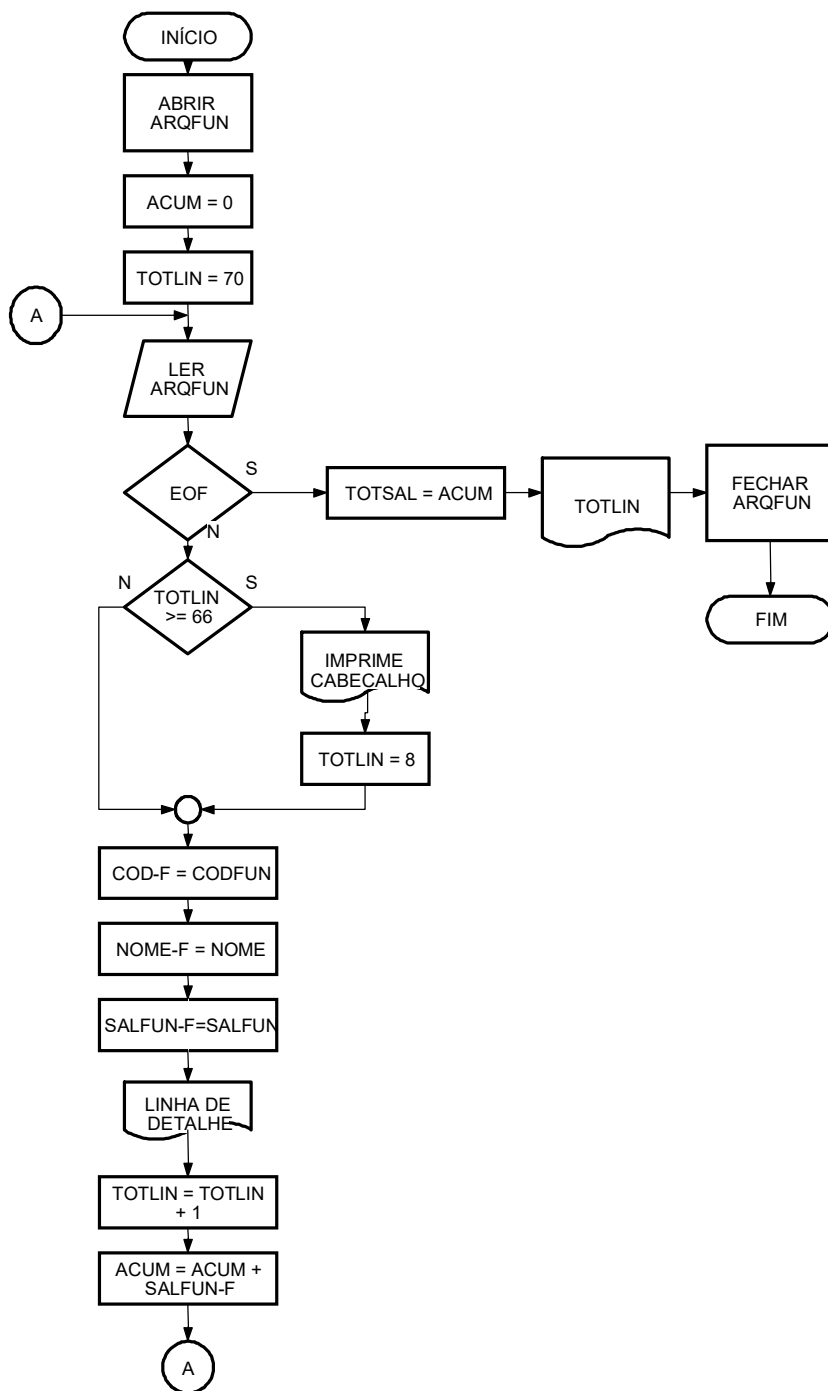 INÍCIO
ABRIR
ARQFUN
ACUM = 0
TOTLIN = 70
A
LER
ARQFUN
EOF
S
N
TOTSAL = ACUM
TOTLIN
FECHAR
ARQFUN
FIM
TOTLIN
>= 66
N
S
IMPRIME
CABECALHO
TOTLIN = 8
COD-F = CODFUN
NOME-F = NOME
SALFUN-F=SALFUN
LINHA DE
DETALHE
TOTLIN = TOTLIN
+ 1
ACUM = ACUM +
SALFUN-F
A